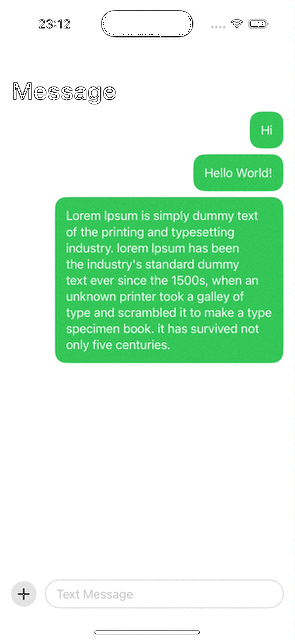 23:12
Message
Hi
Hello World!
Lorem Ipsum is simply dummy text
of the printing and typesetting
industry. lorem Ipsum has been
the industry's standard dummy
text ever since the 1500s, when an
unknown printer took a galley of
type and scrambled it to make a type
specimen book. it has survived not
only five centuries.
Text Message